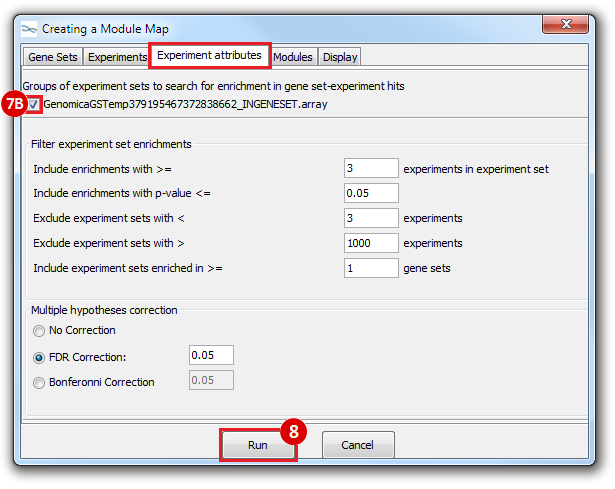 Creating a Module Map
Gene Sets Experiments Experiment attributes Modules Display
Groups of experiment sets to search for enrichment in gene set-experiment hits
7B GenomicaGSTemp379195467372838662_INGENESET.array
Filter experiment set enrichments
Include enrichments with >= 3 experiments in experiment set
Include enrichments with p-value <= 0.05
Exclude experiment sets with < 3 experiments
Exclude experiment sets with > 1000 experiments
Include experiment sets enriched in >= 1 gene sets
Multiple hypotheses correction
No Correction
FDR Correction: 0.05
Bonferonni Correction 0.05
8
Run Cancel